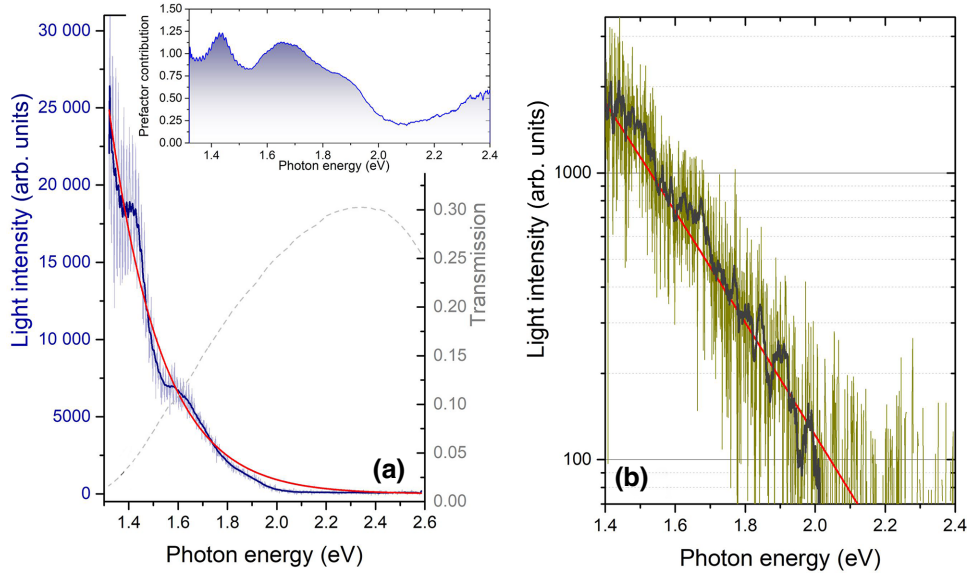 30 000
25 000
20 000
15 000
10 000
5000
0
Light intensity (arb. units)
1.4 1.6 1.8 2.0 2.2 2.4 2.6
Photon energy (eV)
0.30
0.25
0.20
0.15
0.10
0.05
0.00
Transmission
(a)
1.50
1.25
1.00
0.75
0.50
0.25
0.00
Prefactor contribution
1.4 1.6 1.8 2.0 2.2 2.4
Photon energy (eV)
1000
100
Light intensity (arb. units)
(b)
1.4 1.6 1.8 2.0 2.2 2.4
Photon energy (eV)